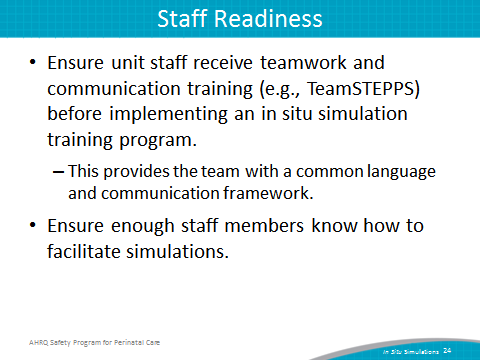 Staff Readiness
• Ensure unit staff receive teamwork and
communication training (e.g., TeamSTEPPS)
before implementing an in situ simulation
training program.
– This provides the team with a common language
and communication framework.
• Ensure enough staff members know how to
facilitate simulations.
AHRQ Safety Program for Perinatal Care
In Situ Simulations 24